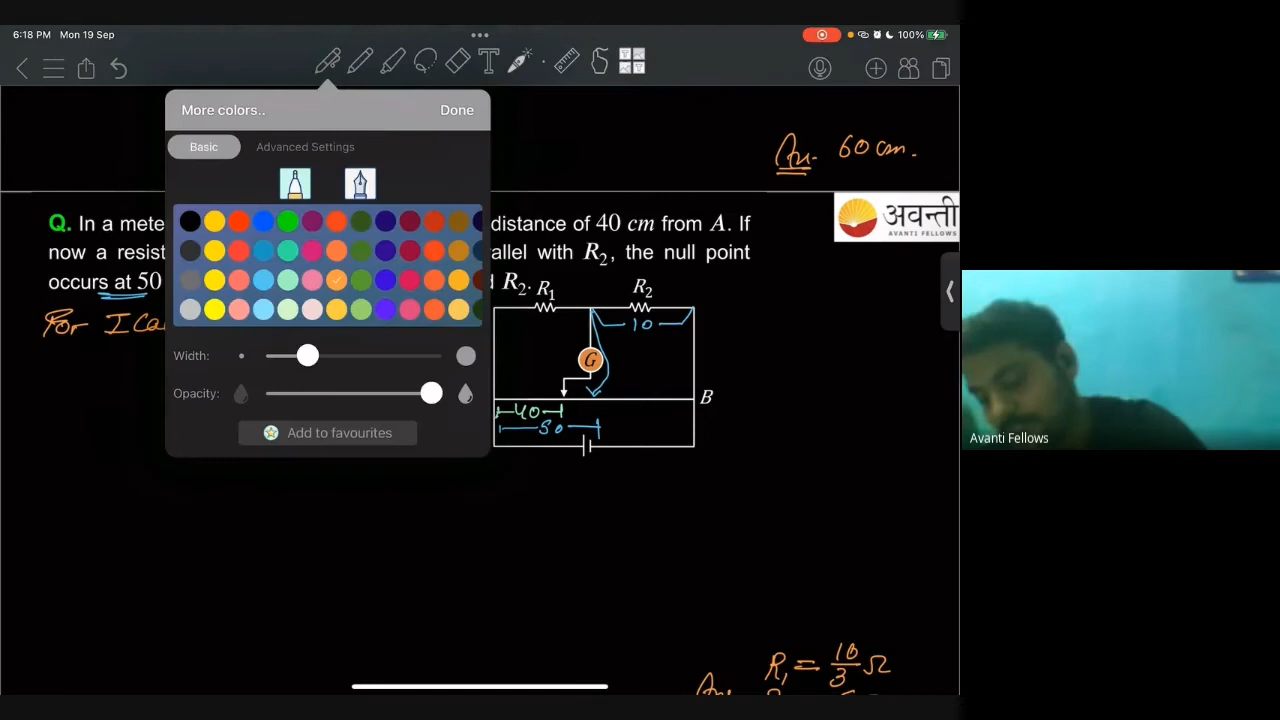 6:18 PM Mon 19 Sep
100%
More colors.. Done
Basic Advanced Settings
Width:
Opacity:
Add to favourites
Ans. 60 cm.
अवन्ती
AVANTI FELLOWS
Q. In a mete distance of 40 cm from A. If
now a resist allel with R₂, the null point
occurs at 50 R₂.
For I Ca
R₁ R₂
10
G
B
40
50
R₁ = 10/3 Ω
Ans.
Avanti Fellows